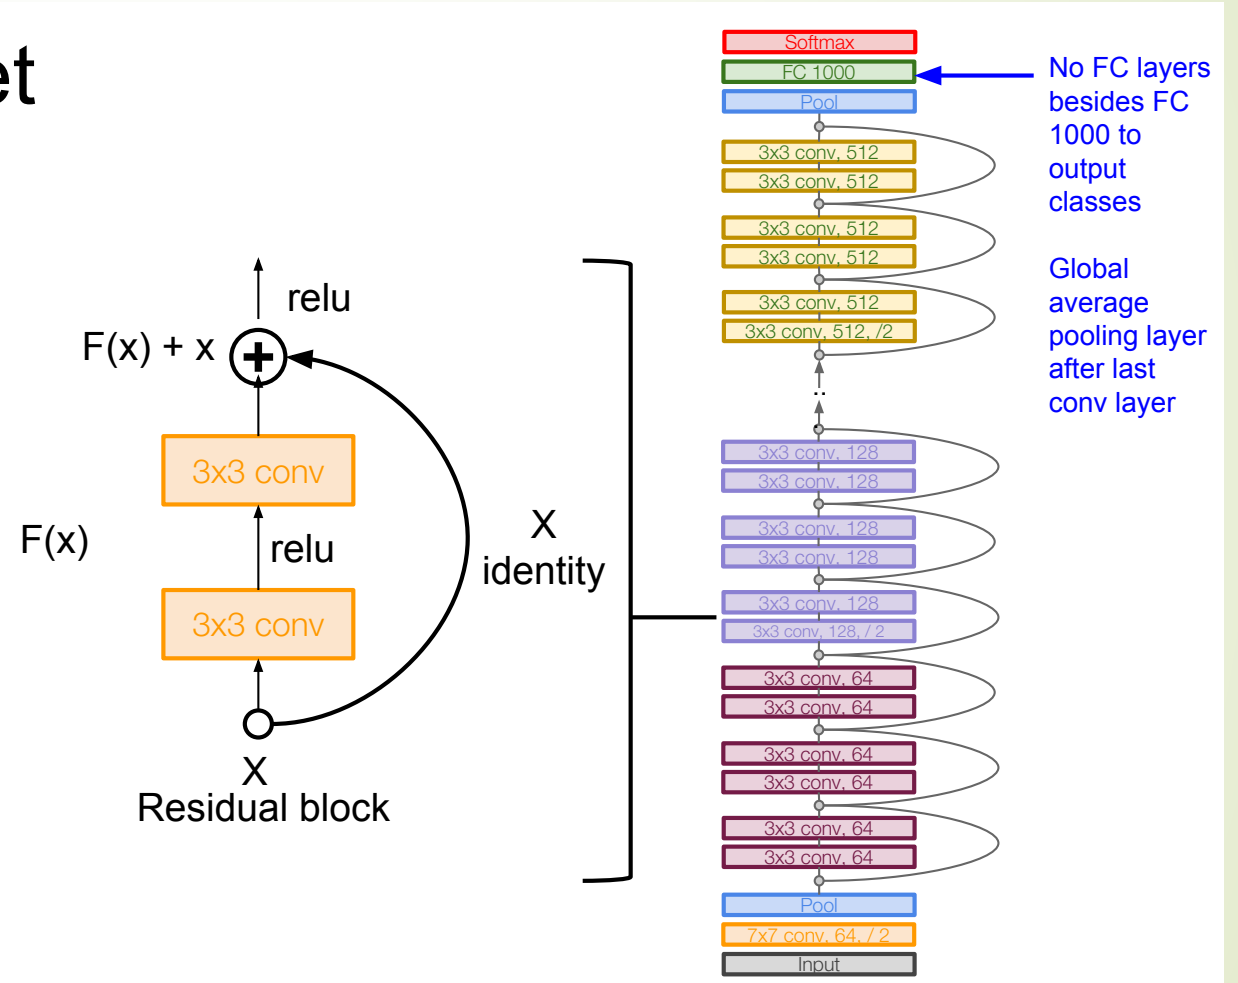 et
relu
F(x) + x
3x3 conv
F(x)
relu
X
identity
3x3 conv
X
Residual block
Softmax
FC 1000
Pool
3x3 conv, 512
3x3 conv, 512
3x3 conv, 512
3x3 conv, 512
3x3 conv, 512
3x3 conv, 512, /2
..
3x3 conv, 128
3x3 conv, 128
3x3 conv, 128
3x3 conv, 128
3x3 conv, 128
3x3 conv, 128, / 2
3x3 conv, 64
3x3 conv, 64
3x3 conv, 64
3x3 conv, 64
3x3 conv, 64
3x3 conv, 64
Pool
7x7 conv, 64, / 2
Input
No FC layers
besides FC
1000 to
output
classes
Global
average
pooling layer
after last
conv layer